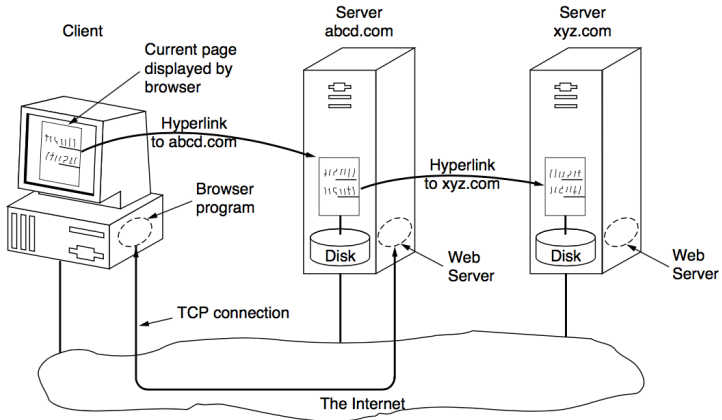 Client
Server
abcd.com
Server
xyz.com
Current page
displayed by
browser
Hyperlink
to abcd.com
Hyperlink
to xyz.com
Browser
program
Disk
Web
Server
Disk
Web
Server
TCP connection
The Internet